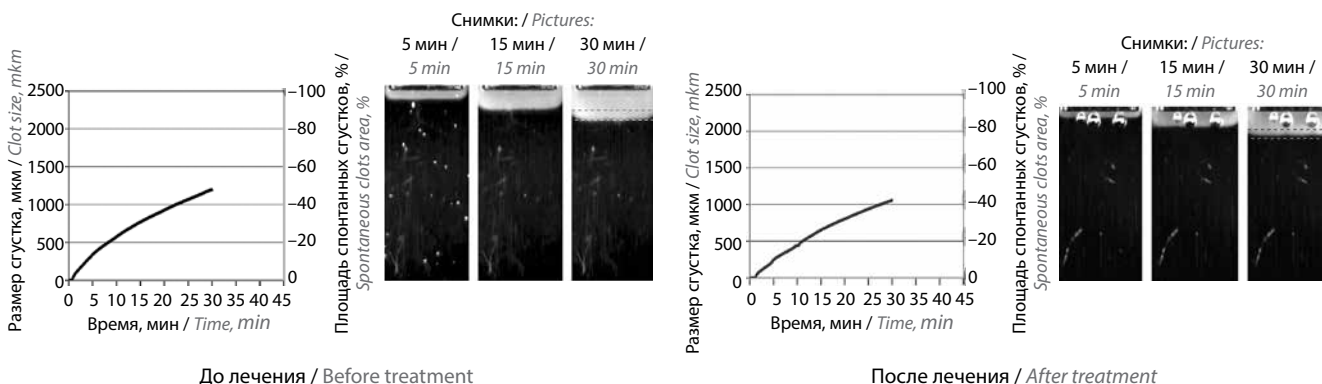 Снимки: / Pictures:
5 мин / 15 мин / 30 мин /
5 min 15 min 30 min
Размер сгустка, мкм / Clot size, mkm
2500
2000
1500
1000
500
0
0 5 10 15 20 25 30 35 40 45
Время, мин / Time, min
–100
–80
–60
–40
–20
0
Площадь спонтанных сгустков, % /
Spontaneous clots area, %
До лечения / Before treatment
Снимки: / Pictures:
5 мин / 15 мин / 30 мин /
5 min 15 min 30 min
Размер сгустка, мкм / Clot size, mkm
2500
2000
1500
1000
500
0
0 5 10 15 20 25 30 35 40 45
Время, мин / Time, min
–100
–80
–60
–40
–20
0
Площадь спонтанных сгустков, % /
Spontaneous clots area, %
После лечения / After treatment